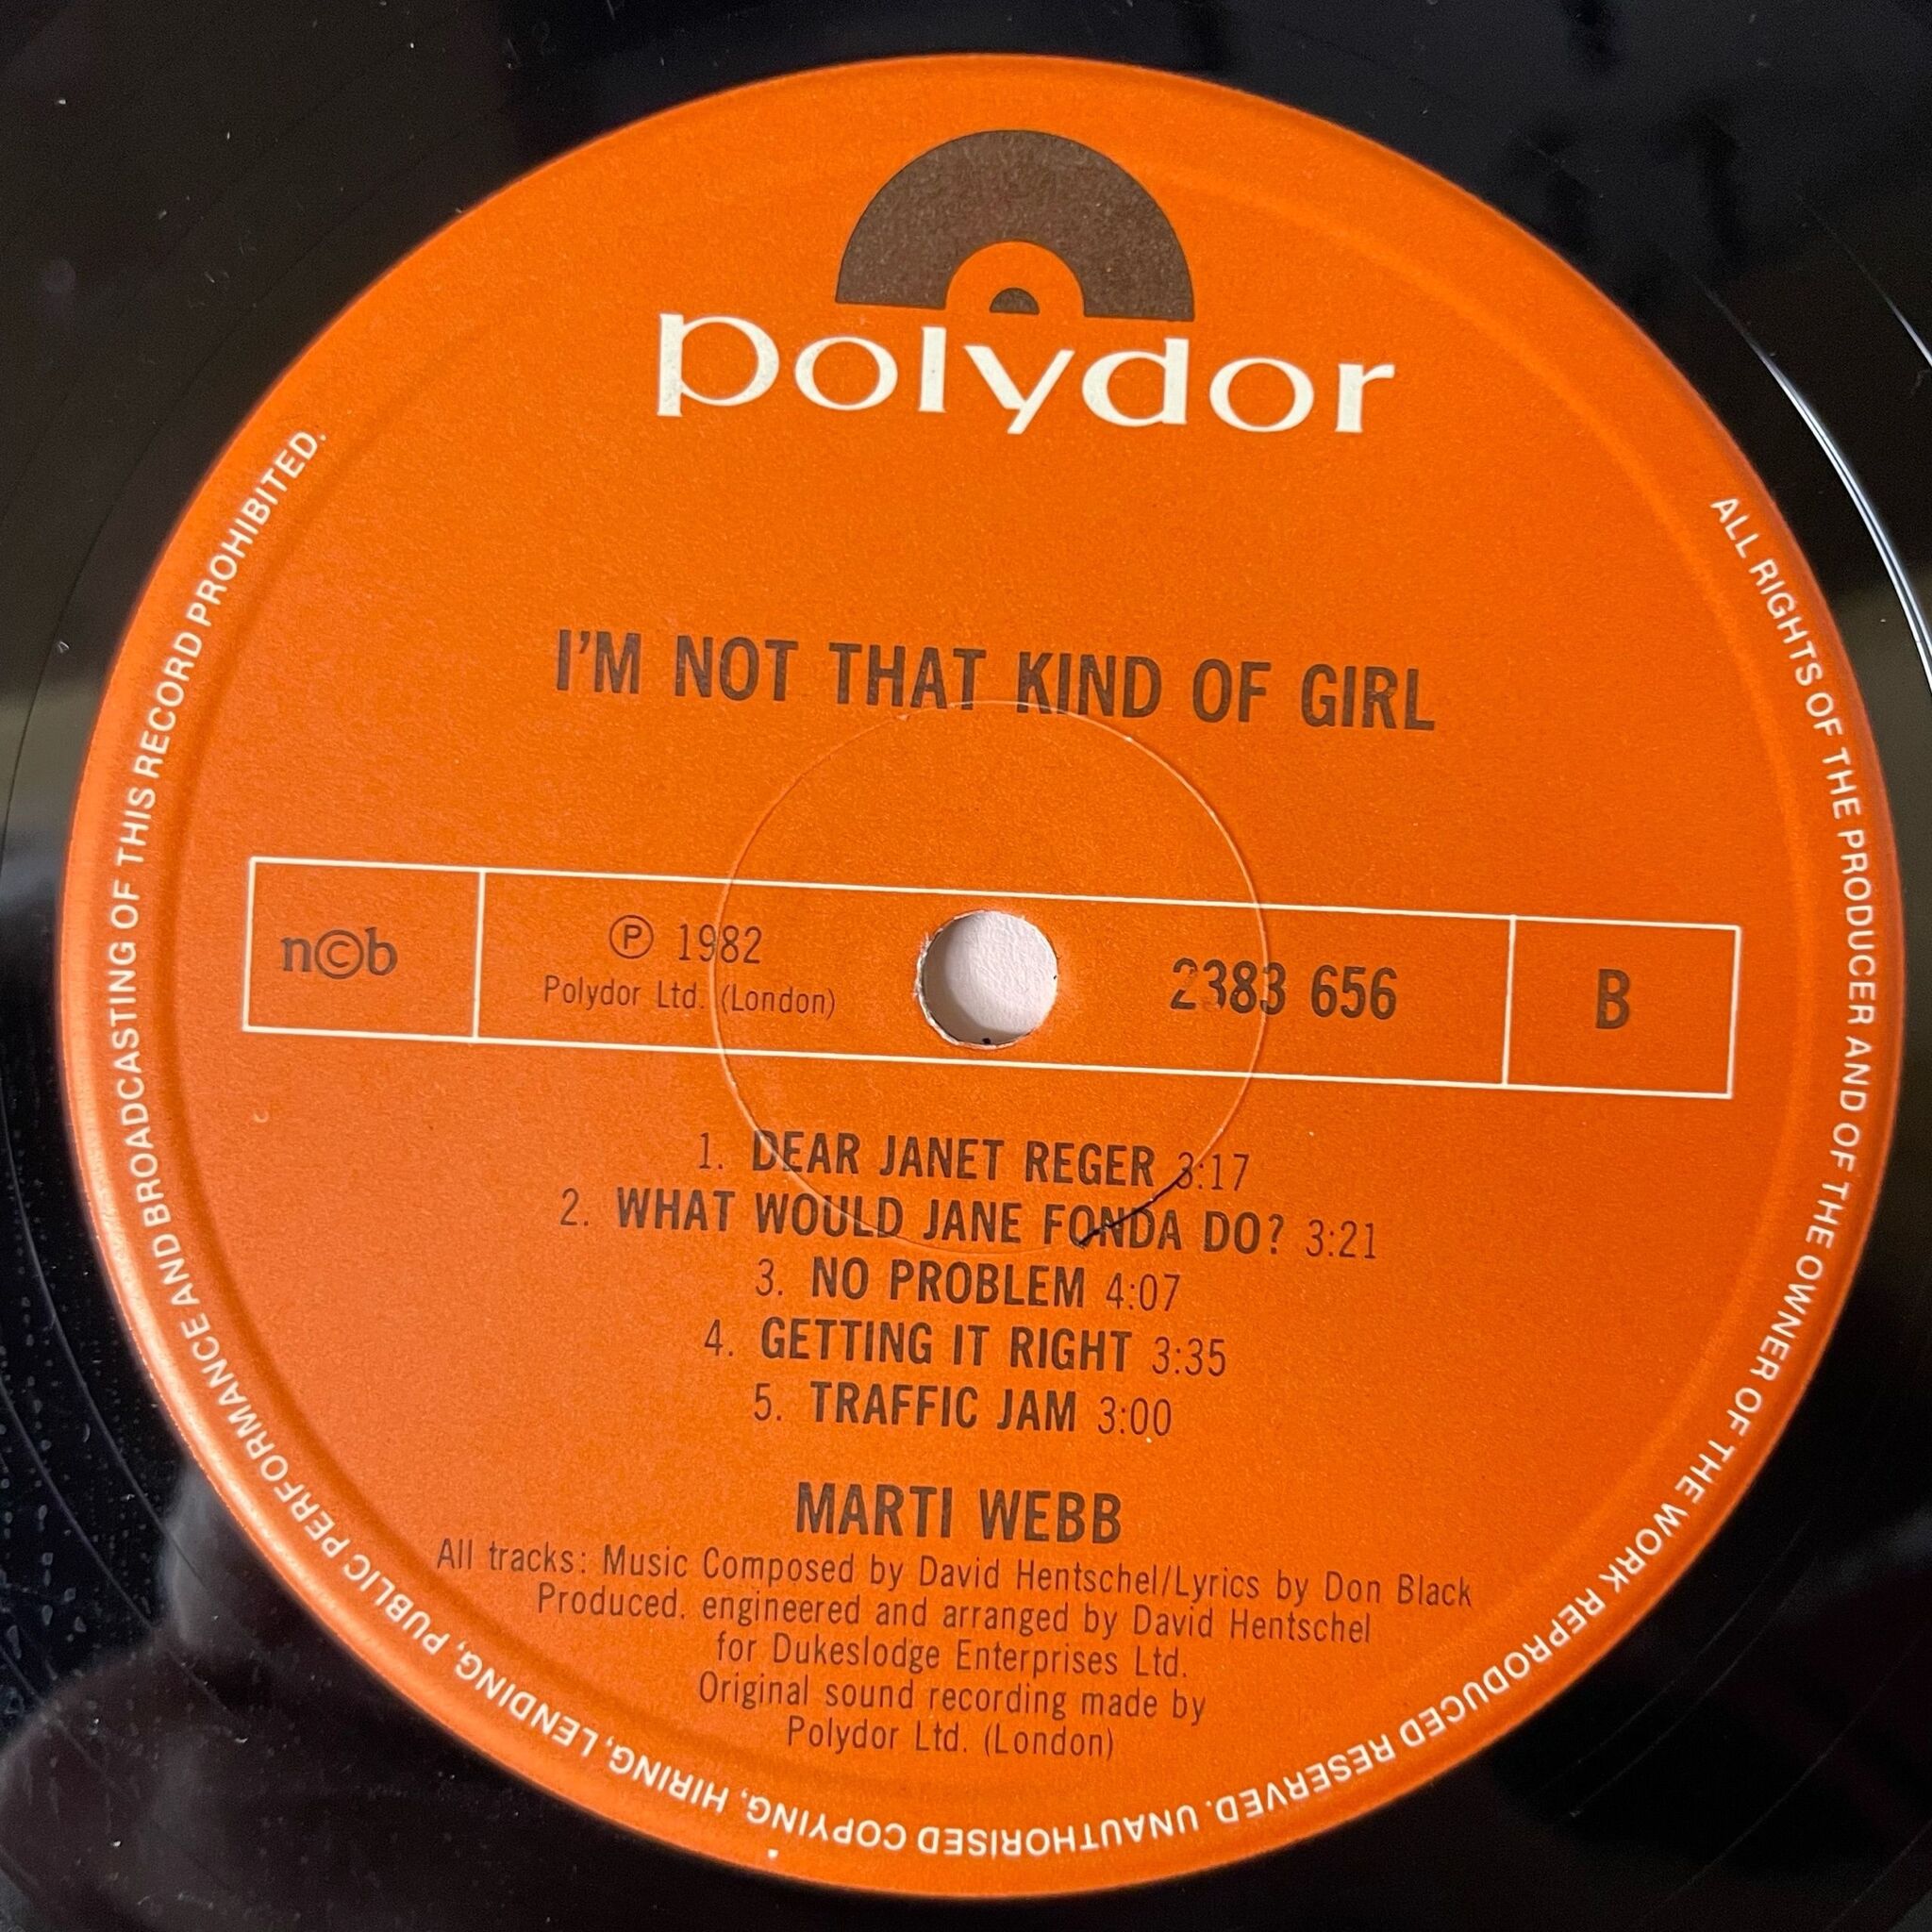 polydor
I'M NOT THAT KIND OF GIRL
n©b
℗ 1982
Polydor Ltd. (London)
2383 656
B
1. DEAR JANET REGER 3:17
2. WHAT WOULD JANE FONDA DO? 3:21
3. NO PROBLEM 4:07
4. GETTING IT RIGHT 3:35
5. TRAFFIC JAM 3:00
MARTI WEBB
All tracks: Music Composed by David Hentschel/Lyrics by Don Black
Produced. engineered and arranged by David Hentschel
for Dukeslodge Enterprises Ltd.
Original sound recording made by
Polydor Ltd. (London)
ALL RIGHTS OF THE PRODUCER AND OF THE OWNER OF THE WORK REPRODUCED RESERVED. UNAUTHORISED COPYING, HIRING, LENDING, PUBLIC PERFORMANCE AND BROADCASTING OF THIS RECORD PROHIBITED.